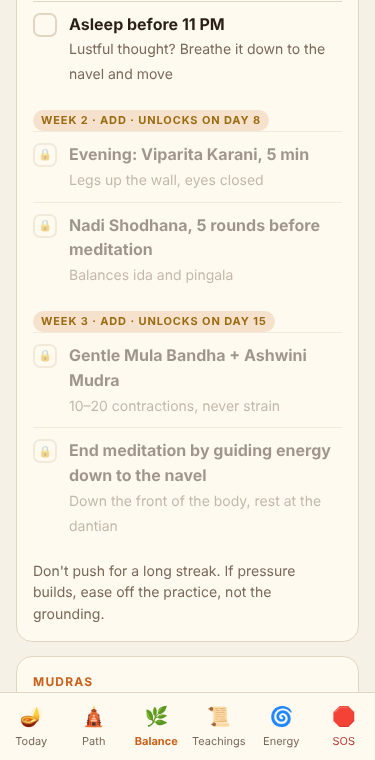 Asleep before 11 PM
Lustful thought? Breathe it down to the
navel and move
WEEK 2 · ADD · UNLOCKS ON DAY 8
Evening: Viparita Karani, 5 min
Legs up the wall, eyes closed
Nadi Shodhana, 5 rounds before
meditation
Balances ida and pingala
WEEK 3 · ADD · UNLOCKS ON DAY 15
Gentle Mula Bandha + Ashwini
Mudra
10–20 contractions, never strain
End meditation by guiding energy
down to the navel
Down the front of the body, rest at the
dantian
Don't push for a long streak. If pressure
builds, ease off the practice, not the
grounding.
MUDRAS
Today Path Balance Teachings Energy SOS